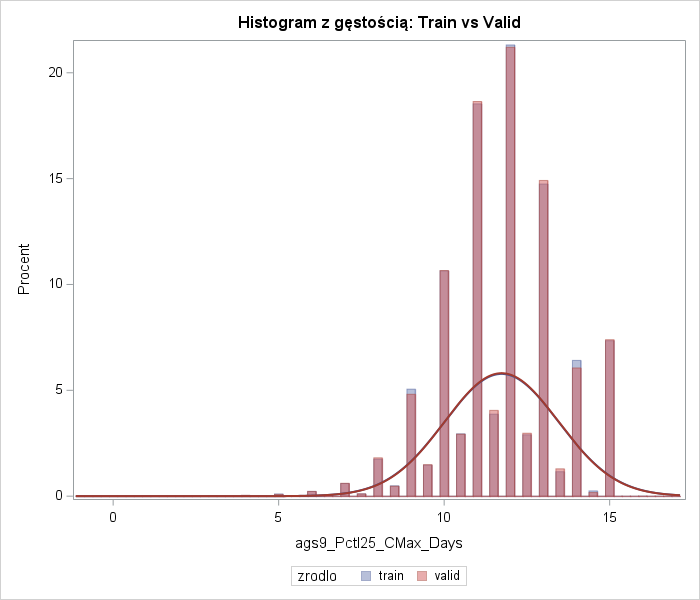 Histogram z gęstością: Train vs Valid
20
15
10
5
0
Procent
0 5 10 15
ags9_Pctl25_CMax_Days
zrodlo train valid